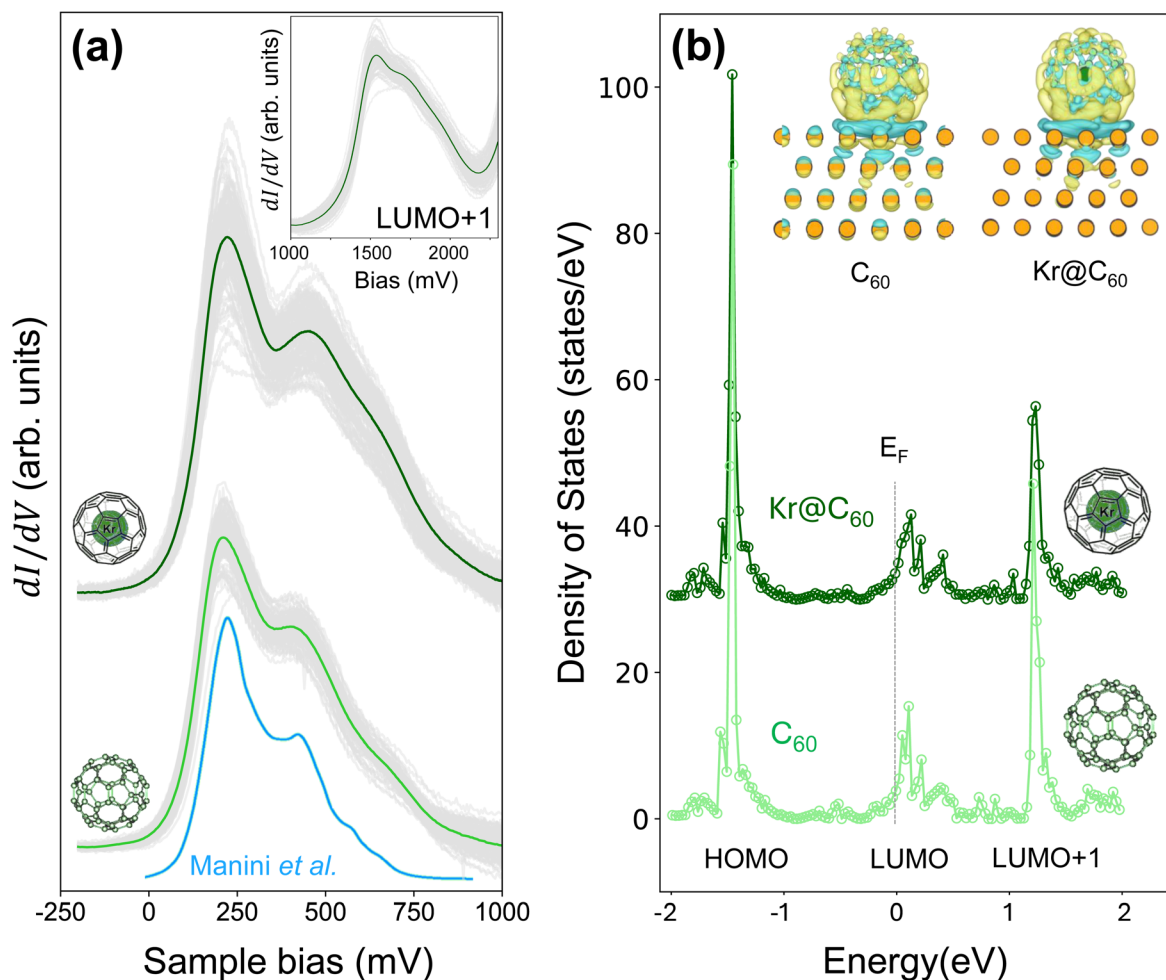 (a)
dI/dV (arb. units)
dI/dV (arb. units)
LUMO+1
1000
1500
2000
Bias (mV)
Kr
Manini et al.
-250
0
250
500
750
1000
Sample bias (mV)
(b)
Density of States (states/eV)
100
80
60
40
20
0
C₆₀
Kr@C₆₀
E_F
Kr@C₆₀
Kr
C₆₀
HOMO
LUMO
LUMO+1
-2
-1
0
1
2
Energy(eV)